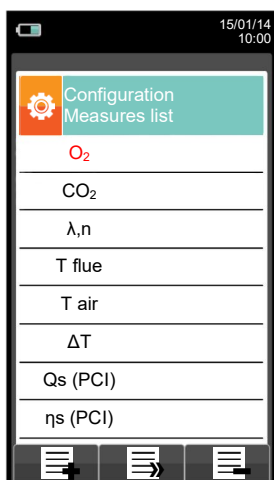 15/01/14
10:00
Configuration
Measures list
O₂
CO₂
λ,n
T flue
T air
ΔT
Qs (PCI)
ηs (PCI)